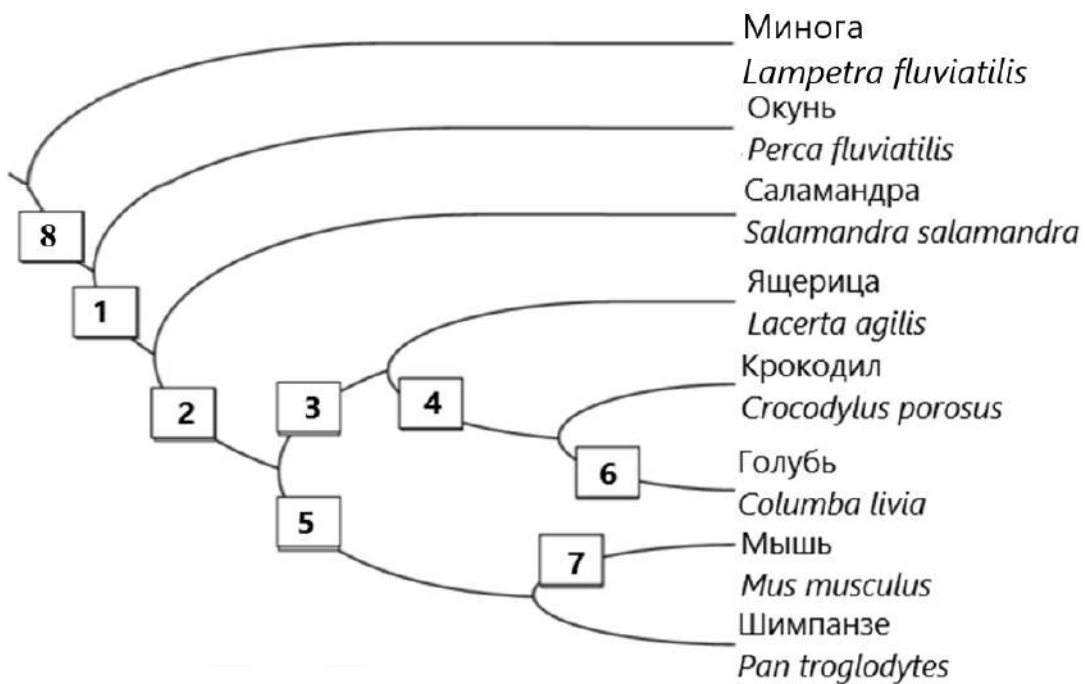 Минога
Lampetra fluviatilis
Окунь
Perca fluviatilis
Саламандра
8
Salamandra salamandra
Ящерица
1
Lacerta agilis
Крокодил
2
3
4
Crocodylus porosus
Голубь
6
Columba livia
5
Мышь
7
Mus musculus
Шимпанзе
Pan troglodytes